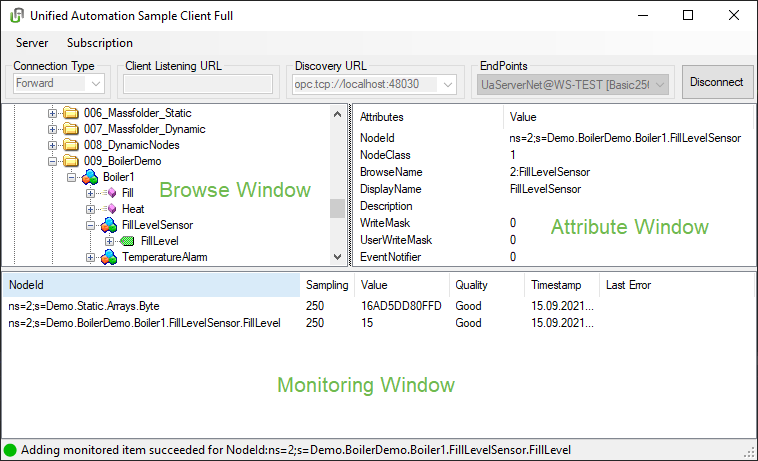 Unified Automation Sample Client Full
Server Subscription
Connection Type Client Listening URL Discovery URL EndPoints
Forward opc.tcp://localhost:48030 UaServerNet@WS-TEST [Basic256 Disconnect
006_Massfolder_Static
007_Massfolder_Dynamic
008_DynamicNodes
009_BoilerDemo
Boiler1
Fill
Heat
FillLevelSensor
FillLevel
TemperatureAlarm
Browse Window
Attributes Value
NodeId ns=2;s=Demo.BoilerDemo.Boiler1.FillLevelSensor
NodeClass 1
BrowseName 2:FillLevelSensor
DisplayName FillLevelSensor
Description
WriteMask 0
UserWriteMask 0
EventNotifier 0
Attribute Window
NodeId Sampling Value Quality Timestamp Last Error
ns=2;s=Demo.Static.Arrays.Byte 250 16AD5DD80FFD Good 15.09.2021...
ns=2;s=Demo.BoilerDemo.Boiler1.FillLevelSensor.FillLevel 250 15 Good 15.09.2021...
Monitoring Window
Adding monitored item succeeded for NodeId:ns=2;s=Demo.BoilerDemo.Boiler1.FillLevelSensor.FillLevel